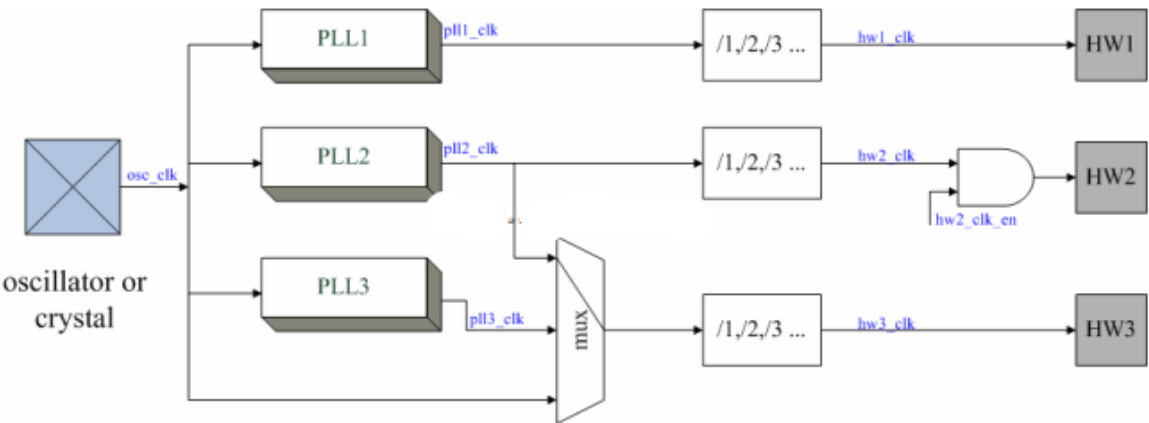 PLL1
pll1_clk
/1,/2,/3 ...
hw1_clk
HW1
PLL2
pll2_clk
/1,/2,/3 ...
hw2_clk
HW2
osc_clk
hw2_clk_en
oscillator or
crystal
PLL3
pll3_clk
mux
/1,/2,/3 ...
hw3_clk
HW3